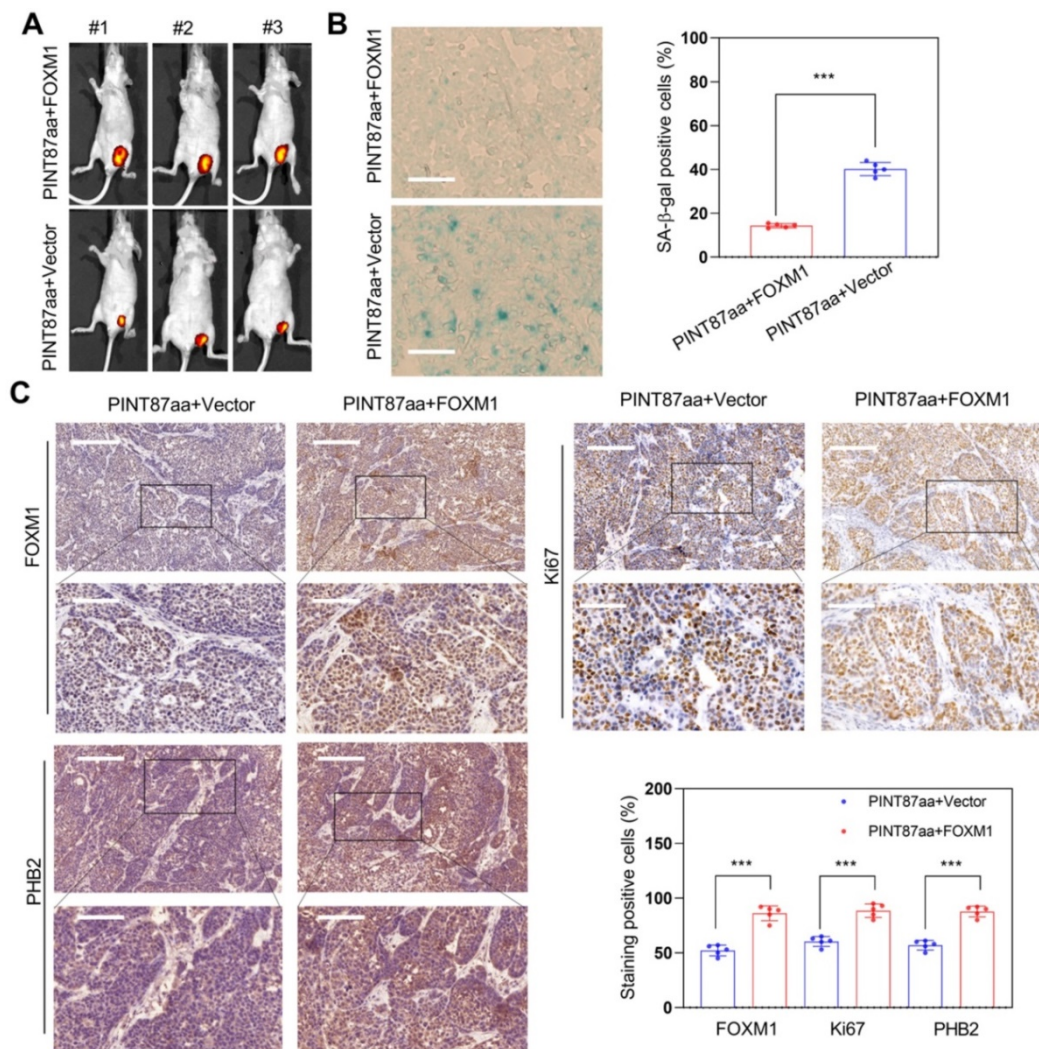 A
#1
#2
#3
PINT87aa+FOXM1
PINT87aa+Vector
B
PINT87aa+FOXM1
PINT87aa+Vector
SA-β-gal positive cells (%)
100
80
60
40
20
0
***
PINT87aa+FOXM1
PINT87aa+Vector
C
PINT87aa+Vector
PINT87aa+FOXM1
FOXM1
PHB2
PINT87aa+Vector
PINT87aa+FOXM1
Ki67
Staining positive cells (%)
200
150
100
50
0
PINT87aa+Vector
PINT87aa+FOXM1
***
***
***
FOXM1
Ki67
PHB2